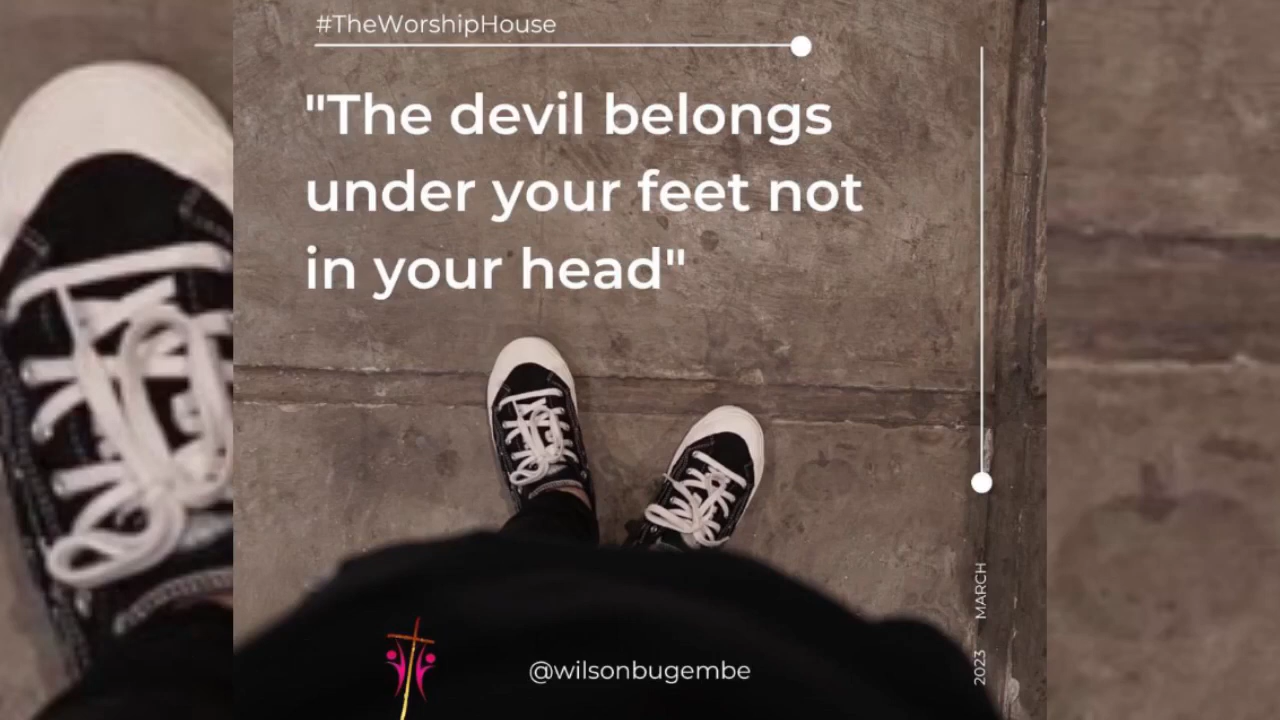 #TheWorshipHouse
"The devil belongs
under your feet not
in your head"
2023 MARCH
@wilsonbugembe